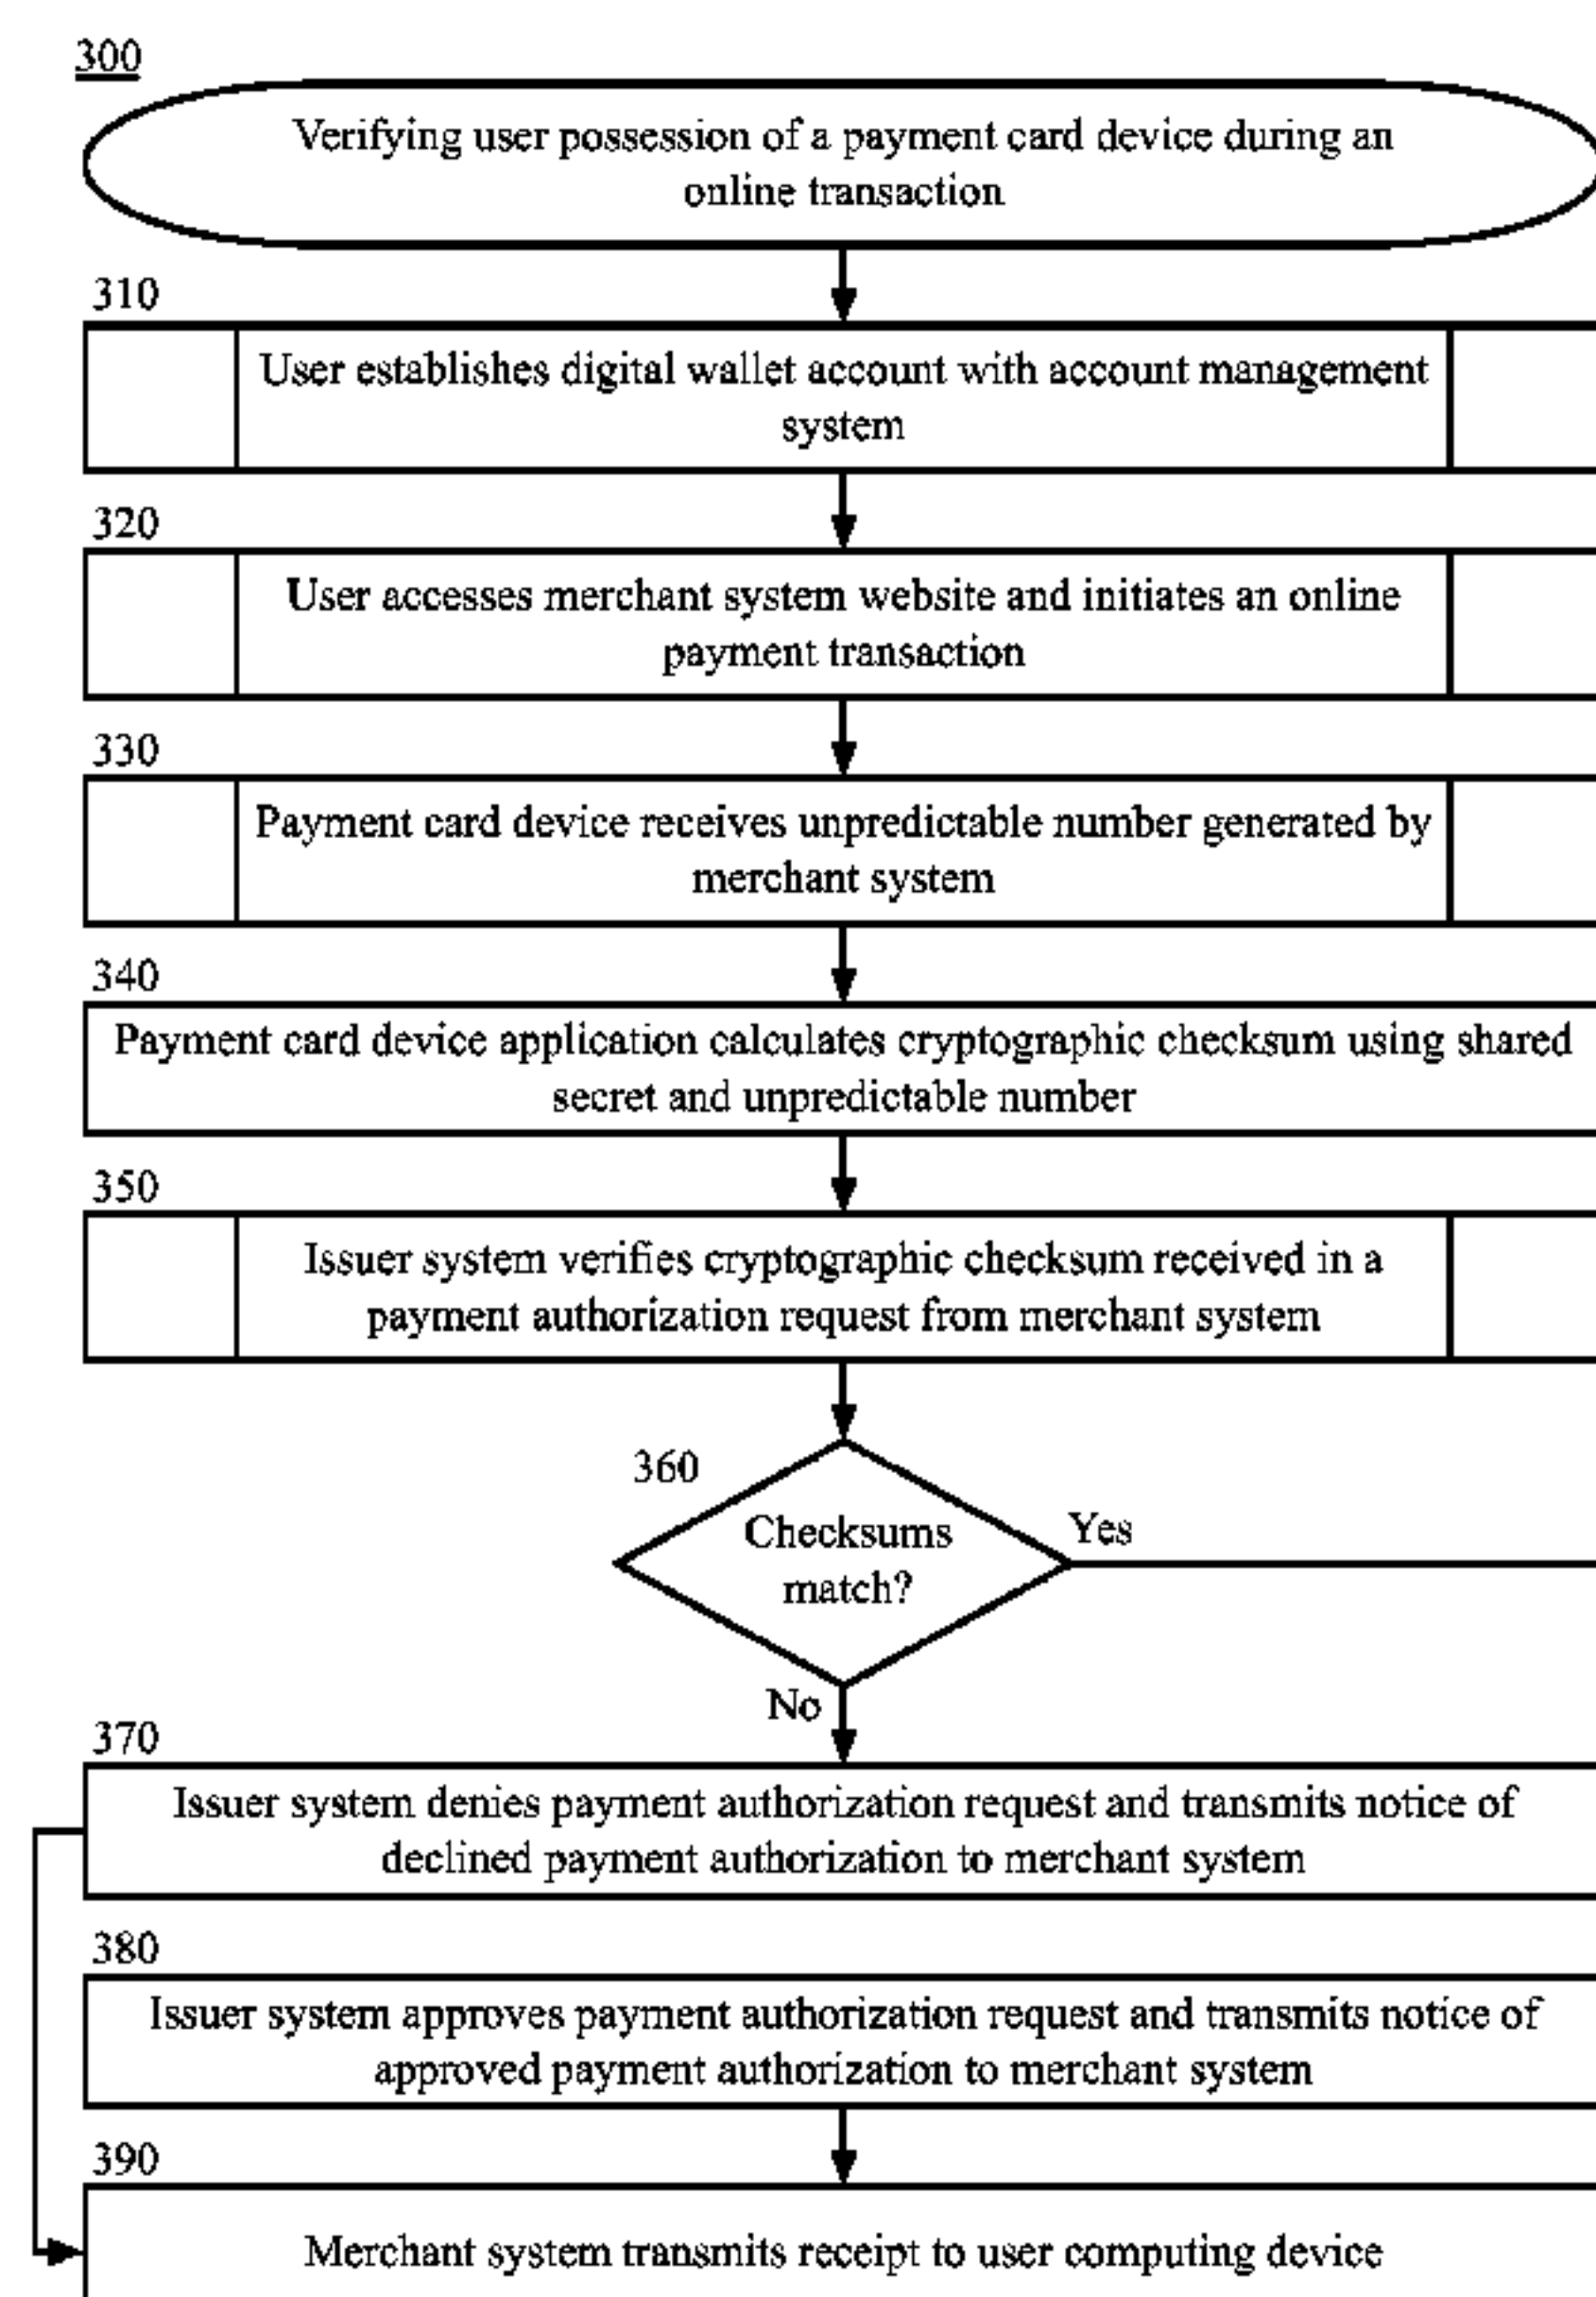 300
Verifying user possession of a payment card device during an
online transaction
310
User establishes digital wallet account with account management
system
320
User accesses merchant system website and initiates an online
payment transaction
330
Payment card device receives unpredictable number generated by
merchant system
340
Payment card device application calculates cryptographic checksum using shared
secret and unpredictable number
350
Issuer system verifies cryptographic checksum received in a
payment authorization request from merchant system
360
Checksums
match?
Yes
No
370
Issuer system denies payment authorization request and transmits notice of
declined payment authorization to merchant system
380
Issuer system approves payment authorization request and transmits notice of
approved payment authorization to merchant system
390
Merchant system transmits receipt to user computing device